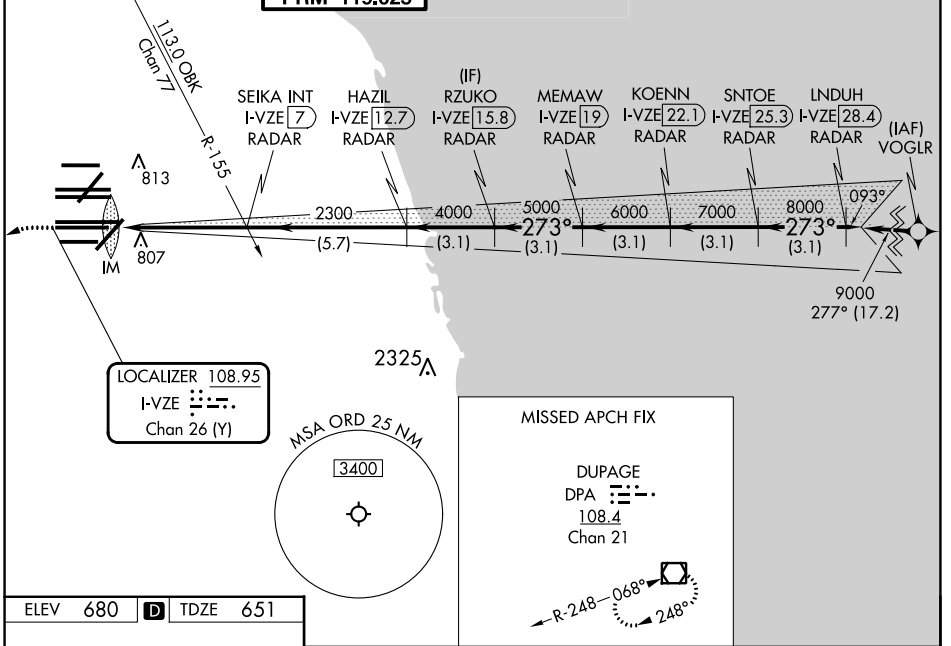 113.0 OBK
Chan 77
R-155
SEIKA INT
I-VZE 7
RADAR
HAZIL
I-VZE 12.7
RADAR
(IF)
RZUKO
I-VZE 15.8
RADAR
MEMAW
I-VZE 19
RADAR
KOENN
I-VZE 22.1
RADAR
SNTOE
I-VZE 25.3
RADAR
LNDUH
I-VZE 28.4
RADAR
(IAF)
VOGLR
813
807
IM
2300
(5.7)
4000
(3.1)
5000
273°
(3.1)
6000
(3.1)
7000
(3.1)
8000
273°
(3.1)
093°
9000
277° (17.2)
LOCALIZER 108.95
I-VZE
Chan 26 (Y)
2325
MSA ORD 25 NM
3400
MISSED APCH FIX
DUPAGE
DPA
108.4
Chan 21
R-248
068°
248°
ELEV 680 D TDZE 651